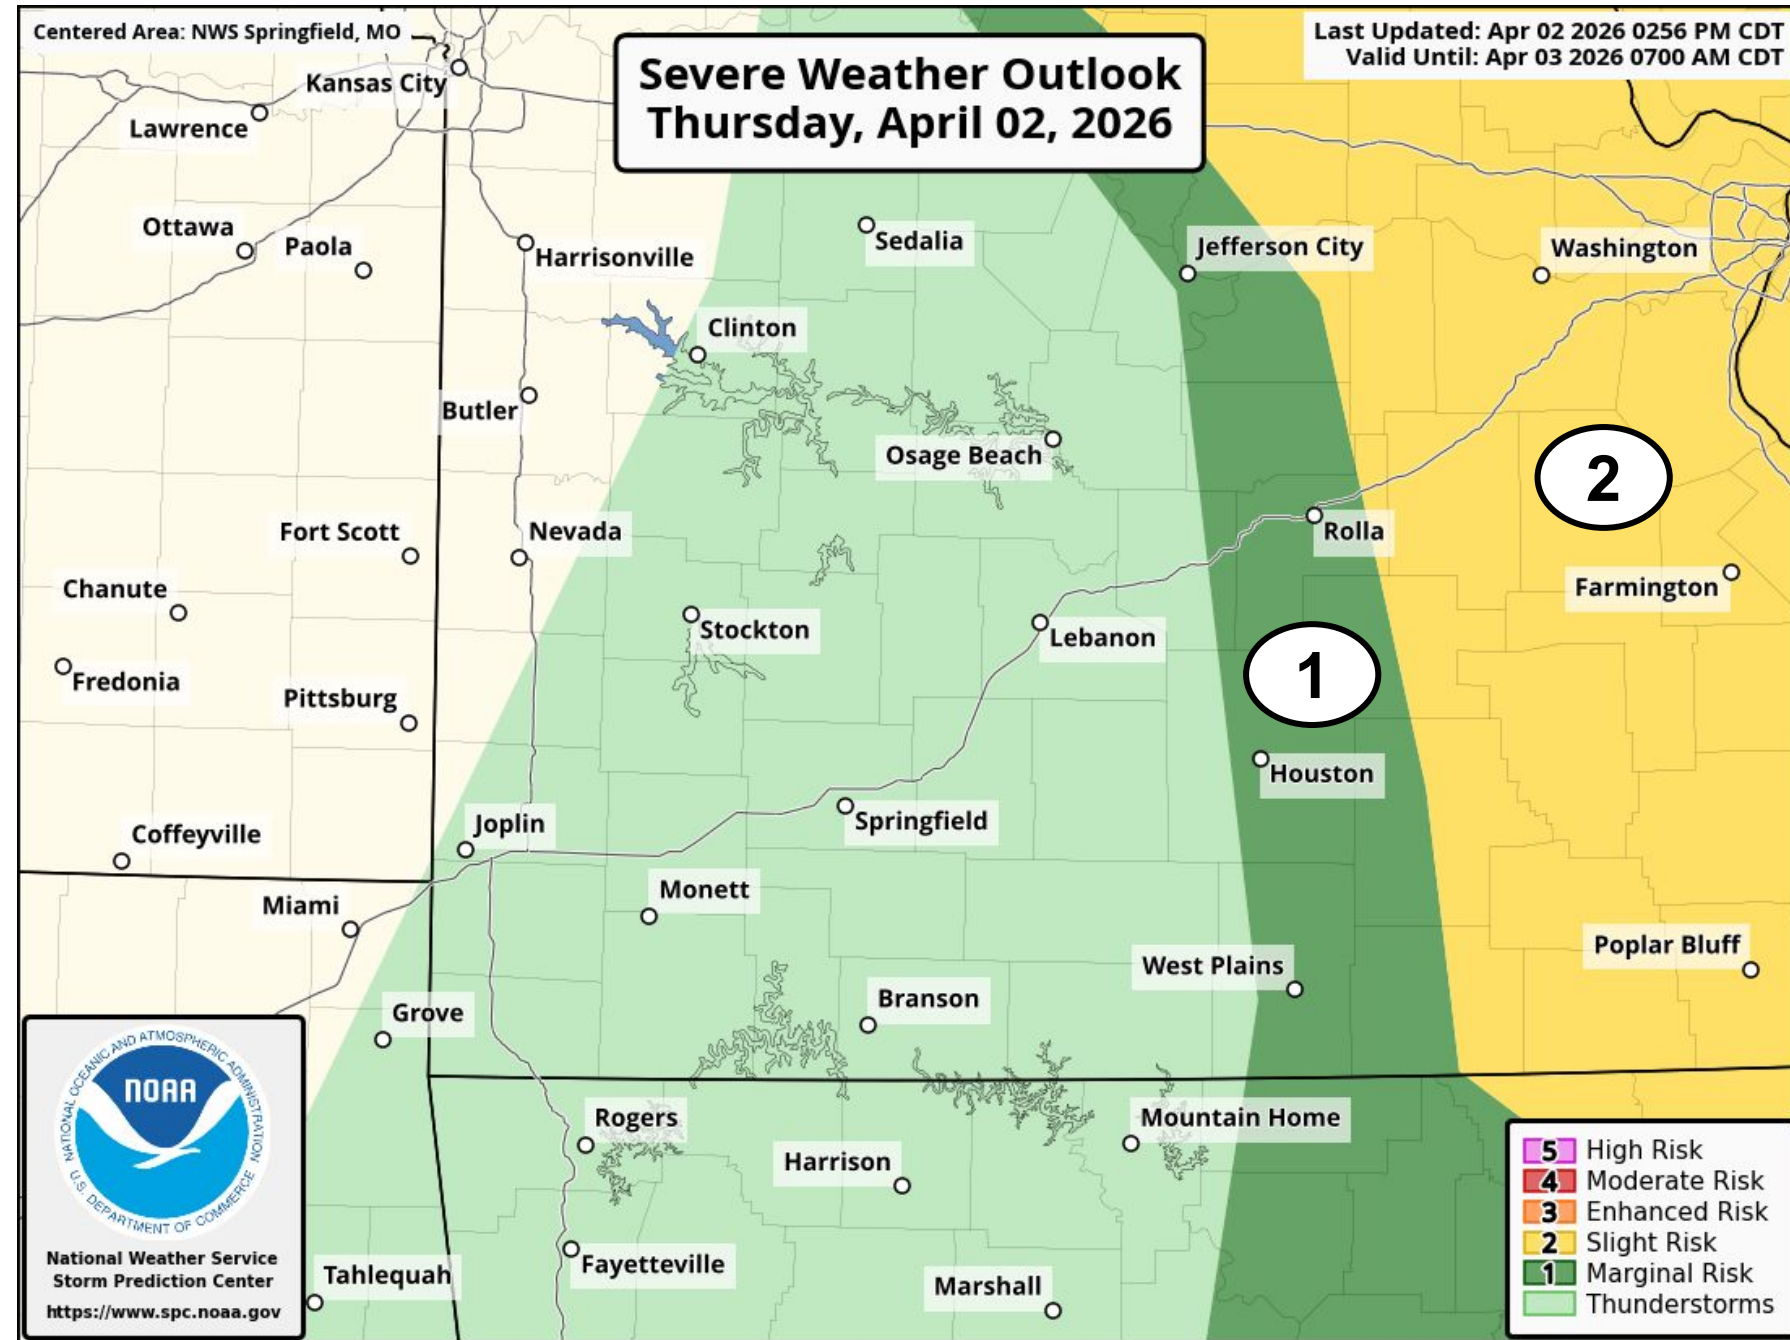 Centered Area: NWS Springfield, MO
Last Updated: Apr 02 2026 0256 PM CDT
Valid Until: Apr 03 2026 0700 AM CDT
Severe Weather Outlook
Thursday, April 02, 2026
Kansas City
Lawrence
Ottawa
Paola
Harrisonville
Sedalia
Jefferson City
Washington
Clinton
Butler
Osage Beach
2
Fort Scott
Nevada
Rolla
Chanute
Farmington
Stockton
Lebanon
Fredonia
Pittsburg
1
Houston
Coffeyville
Joplin
Springfield
Miami
Monett
Poplar Bluff
West Plains
Grove
Branson
Rogers
Mountain Home
Harrison
Fayetteville
Tahlequah
Marshall
NATIONAL OCEANIC AND ATMOSPHERIC ADMINISTRATION
NOAA
U.S. DEPARTMENT OF COMMERCE
National Weather Service
Storm Prediction Center
https://www.spc.noaa.gov
5 High Risk
4 Moderate Risk
3 Enhanced Risk
2 Slight Risk
1 Marginal Risk
Thunderstorms